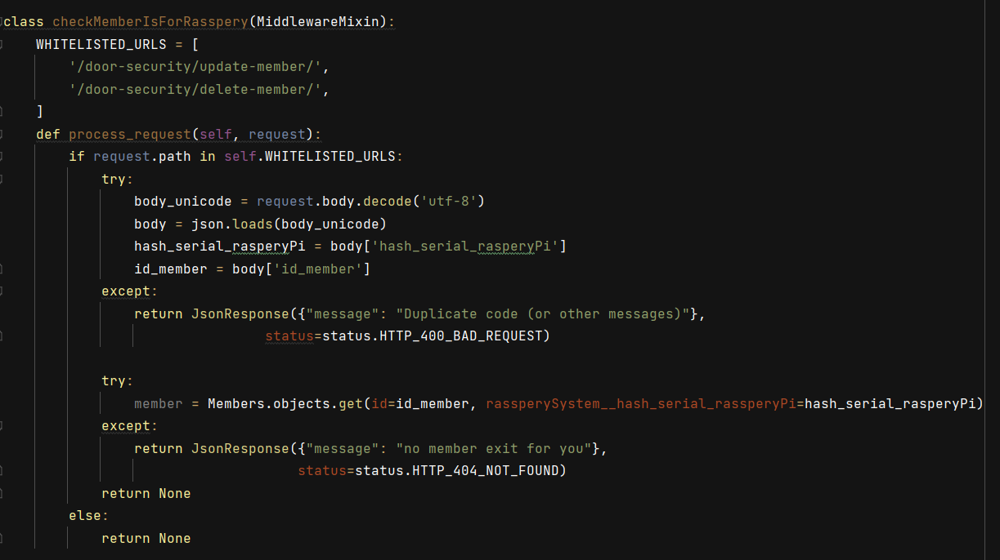 class checkMemberIsForRasspery(MiddlewareMixin):
    WHITELISTED_URLS = [
        '/door-security/update-member/',
        '/door-security/delete-member/',
    ]
    def process_request(self, request):
        if request.path in self.WHITELISTED_URLS:
            try:
                body_unicode = request.body.decode('utf-8')
                body = json.loads(body_unicode)
                hash_serial_rasperyPi = body['hash_serial_rasperyPi']
                id_member = body['id_member']
            except:
                return JsonResponse({"message": "Duplicate code (or other messages)"},
                                status=status.HTTP_400_BAD_REQUEST)
            try:
                member = Members.objects.get(id=id_member, rassperySystem__hash_serial_rassperyPi=hash_serial_rasperyPi)
            except:
                return JsonResponse({"message": "no member exit for you"},
                                    status=status.HTTP_404_NOT_FOUND)
            return None
        else:
            return None